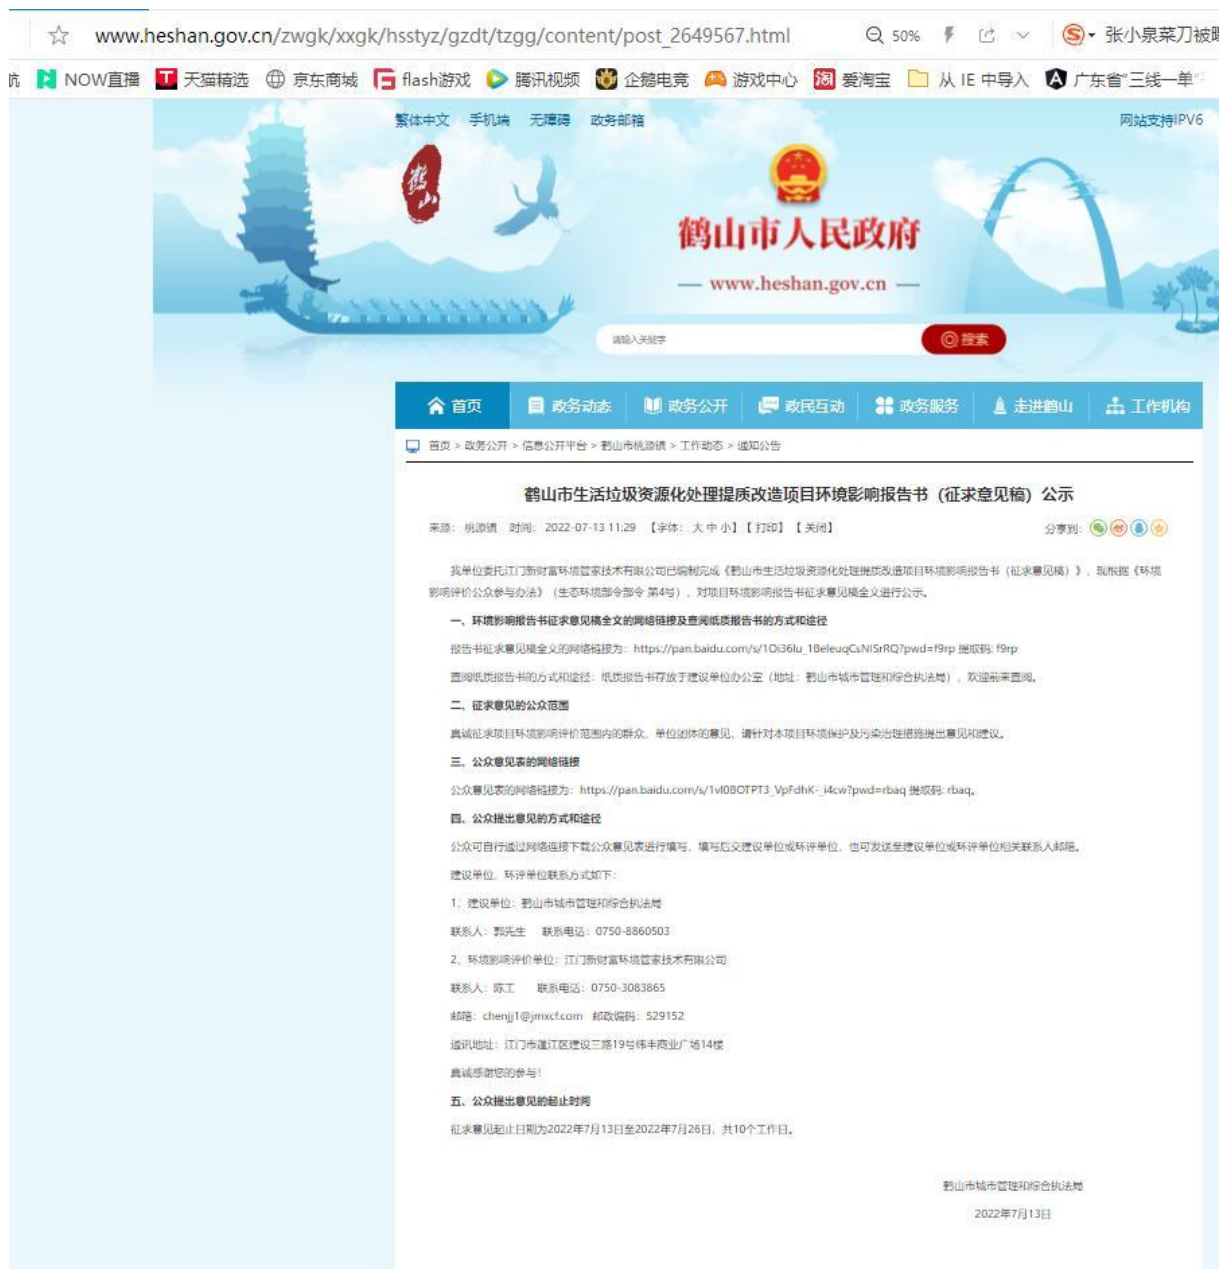 www.heshan.gov.cn/zwgk/xxgk/hsstyz/gzdt/tzgg/content/post_2649567.html 50% 张小泉菜刀被曝
航 NOW直播 天猫精选 京东商城 flash游戏 腾讯视频 企鹅电竞 游戏中心 淘 爱淘宝 从 IE 中导入 广东省“三线一单”
繁体中文 手机端 无障碍 政务邮箱 网站支持IPV6
鹤山
鹤山市人民政府
— www.heshan.gov.cn —
请输入关键字 搜索
首页 政务动态 政务公开 政民互动 政务服务 走进鹤山 工作机构
首页 > 政务公开 > 信息公开平台 > 鹤山市桃源镇 > 工作动态 > 通知公告
鹤山市生活垃圾资源化处理提质改造项目环境影响报告书（征求意见稿）公示
来源： 桃源镇 时间： 2022-07-13 11:29 【字体： 大 中 小】【 打印】【 关闭】 分享到:
我单位委托江门新财富环境管家技术有限公司已编制完成《鹤山市生活垃圾资源化处理提质改造项目环境影响报告书（征求意见稿）》，现根据《环境
影响评价公众参与办法》（生态环境部令部令 第4号），对项目环境影响报告书征求意见稿全文进行公示。
一、环境影响报告书征求意见稿全文的网络链接及查阅纸质报告书的方式和途径
报告书征求意见稿全文的网络链接为：https://pan.baidu.com/s/1Oi36lu_1BeleuqCsNISrRQ?pwd=f9rp 提取码: f9rp
查阅纸质报告书的方式和途径：纸质报告书存放于建设单位办公室（地址：鹤山市城市管理和综合执法局），欢迎前来查阅。
二、征求意见的公众范围
真诚征求项目环境影响评价范围内的群众、单位团体的意见，请针对本项目环境保护及污染治理措施提出意见和建议。
三、公众意见表的网络链接
公众意见表的网络链接为：https://pan.baidu.com/s/1vl0BOTPT3_VpFdhK-_i4cw?pwd=rbaq 提取码: rbaq。
四、公众提出意见的方式和途径
公众可自行通过网络连接下载公众意见表进行填写，填写后交建设单位或环评单位，也可发送至建设单位或环评单位相关联系人邮箱。
建设单位、环评单位联系方式如下：
1、建设单位：鹤山市城市管理和综合执法局
联系人：郭先生 联系电话：0750-8860503
2、环境影响评价单位：江门新财富环境管家技术有限公司
联系人：陈工 联系电话：0750-3083865
邮箱：chenjj1@jmxcf.com 邮政编码：529152
通讯地址：江门市蓬江区建设三路19号纬丰商业广场14楼
真诚感谢您的参与！
五、公众提出意见的起止时间
征求意见起止日期为2022年7月13日至2022年7月26日，共10个工作日。
鹤山市城市管理和综合执法局
2022年7月13日